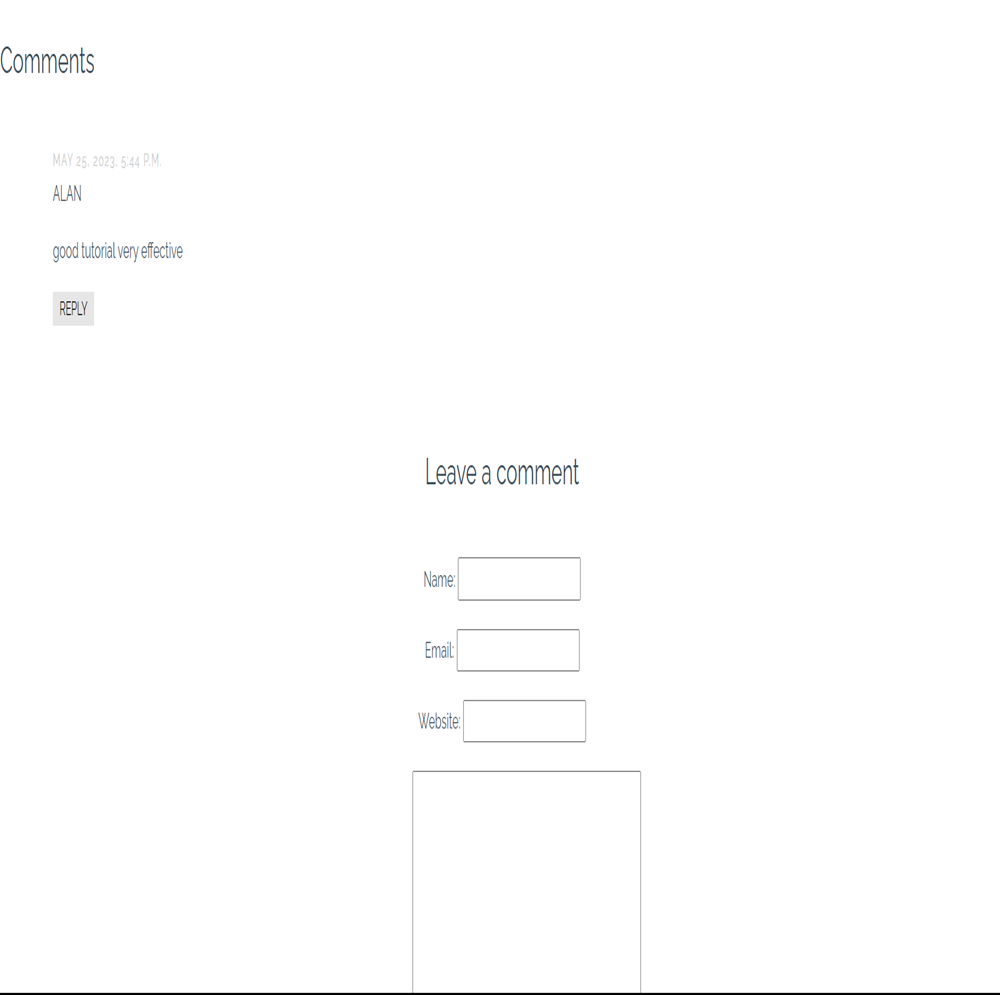 Comments
MAY 25, 2023, 5:44 P.M.
ALAN
good tutorial very effective
REPLY
Leave a comment
Name:
Email:
Website: